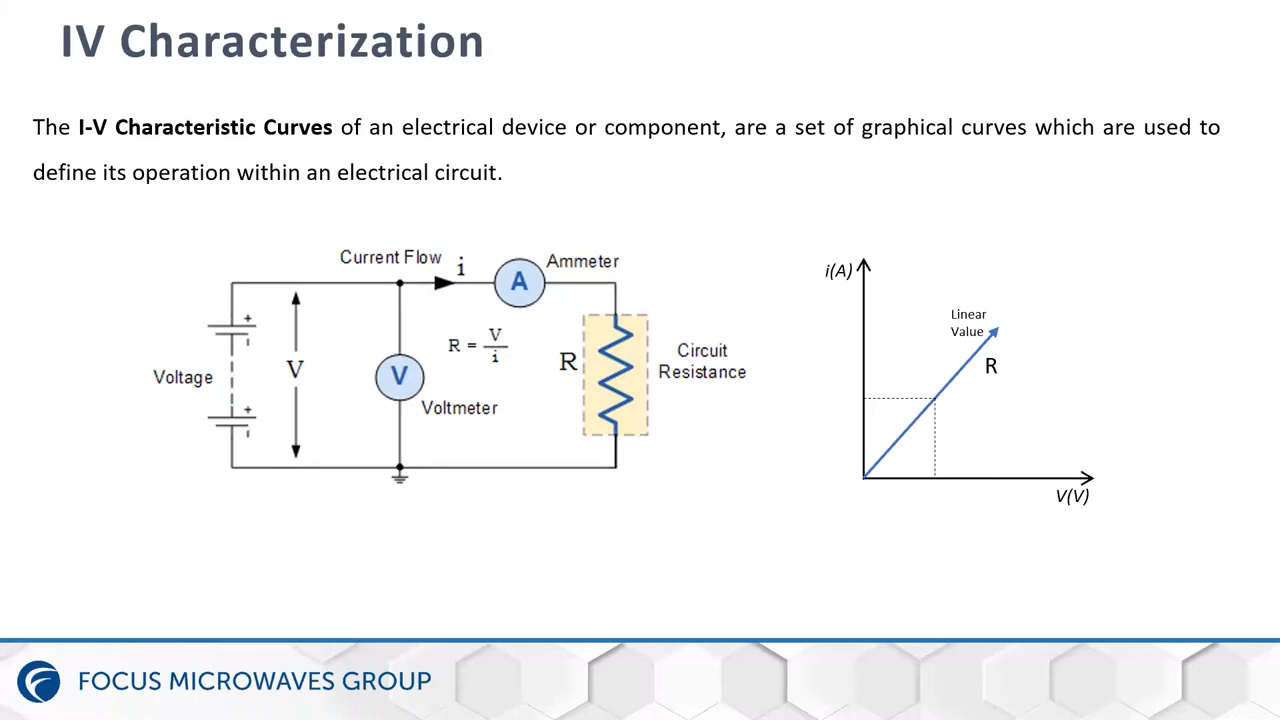 IV Characterization
The I-V Characteristic Curves of an electrical device or component, are a set of graphical curves which are used to
define its operation within an electrical circuit.
Current Flow
i
A
Ammeter
+
-
V
Voltage
+
-
V
Voltmeter
R = V/i
R
Circuit
Resistance
i(A)
Linear
Value
R
V(V)
FOCUS MICROWAVES GROUP